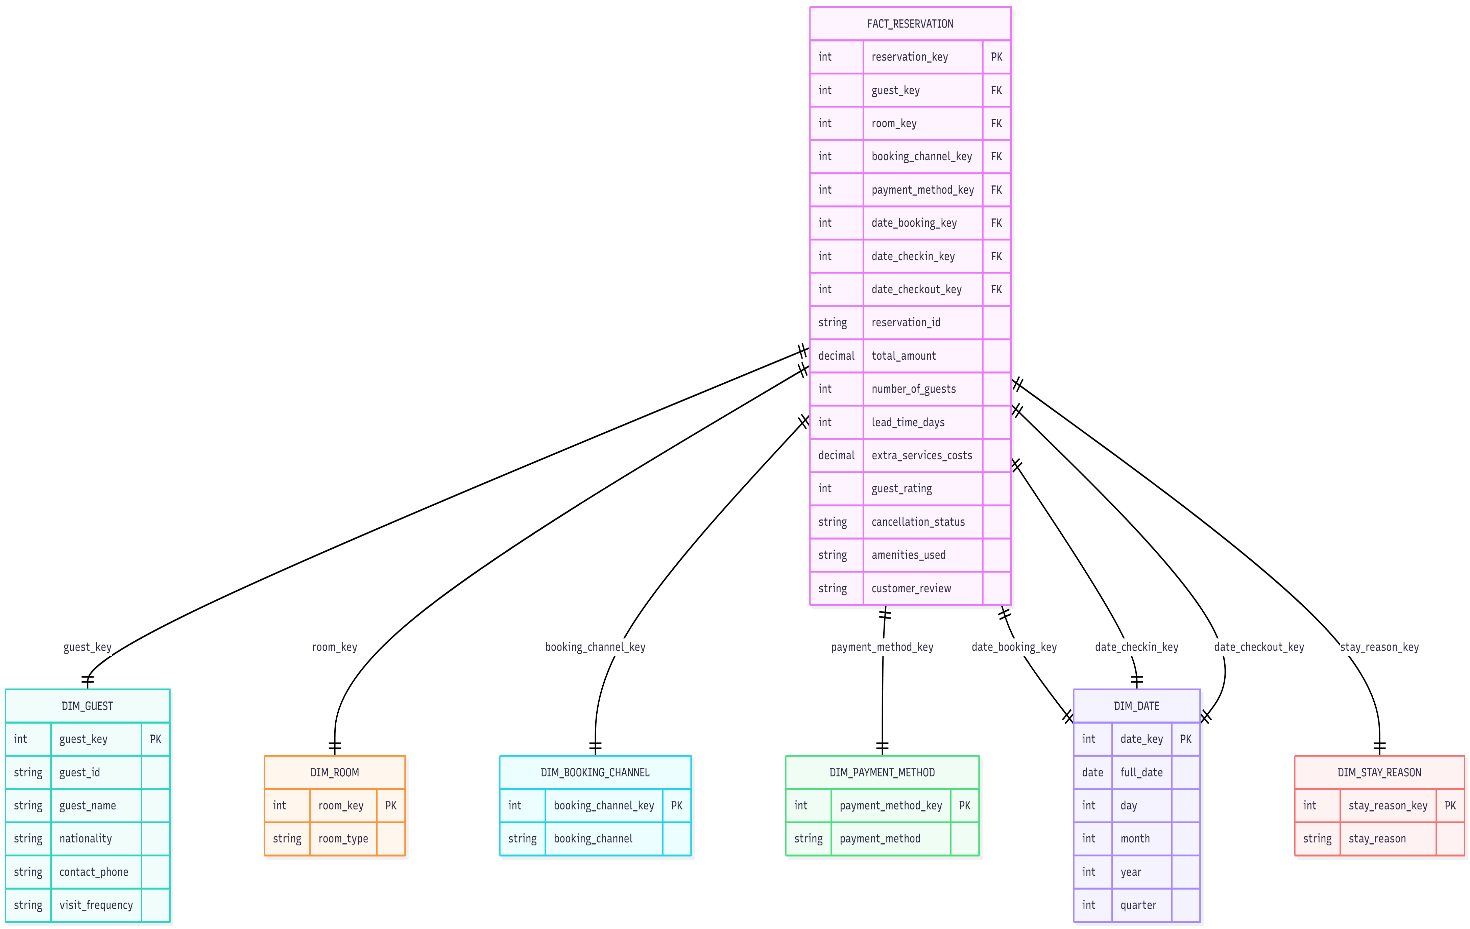 FACT_RESERVATION
int reservation_key PK
int guest_key FK
int room_key FK
int booking_channel_key FK
int payment_method_key FK
int date_booking_key FK
int date_checkin_key FK
int date_checkout_key FK
string reservation_id
decimal total_amount
int number_of_guests
int lead_time_days
decimal extra_services_costs
int guest_rating
string cancellation_status
string amenities_used
string customer_review
guest_key room_key booking_channel_key payment_method_key date_booking_key date_checkin_key date_checkout_key stay_reason_key
DIM_GUEST
int guest_key PK
string guest_id
string guest_name
string nationality
string contact_phone
string visit_frequency
DIM_ROOM
int room_key PK
string room_type
DIM_BOOKING_CHANNEL
int booking_channel_key PK
string booking_channel
DIM_PAYMENT_METHOD
int payment_method_key PK
string payment_method
DIM_DATE
int date_key PK
date full_date
int day
int month
int year
int quarter
DIM_STAY_REASON
int stay_reason_key PK
string stay_reason